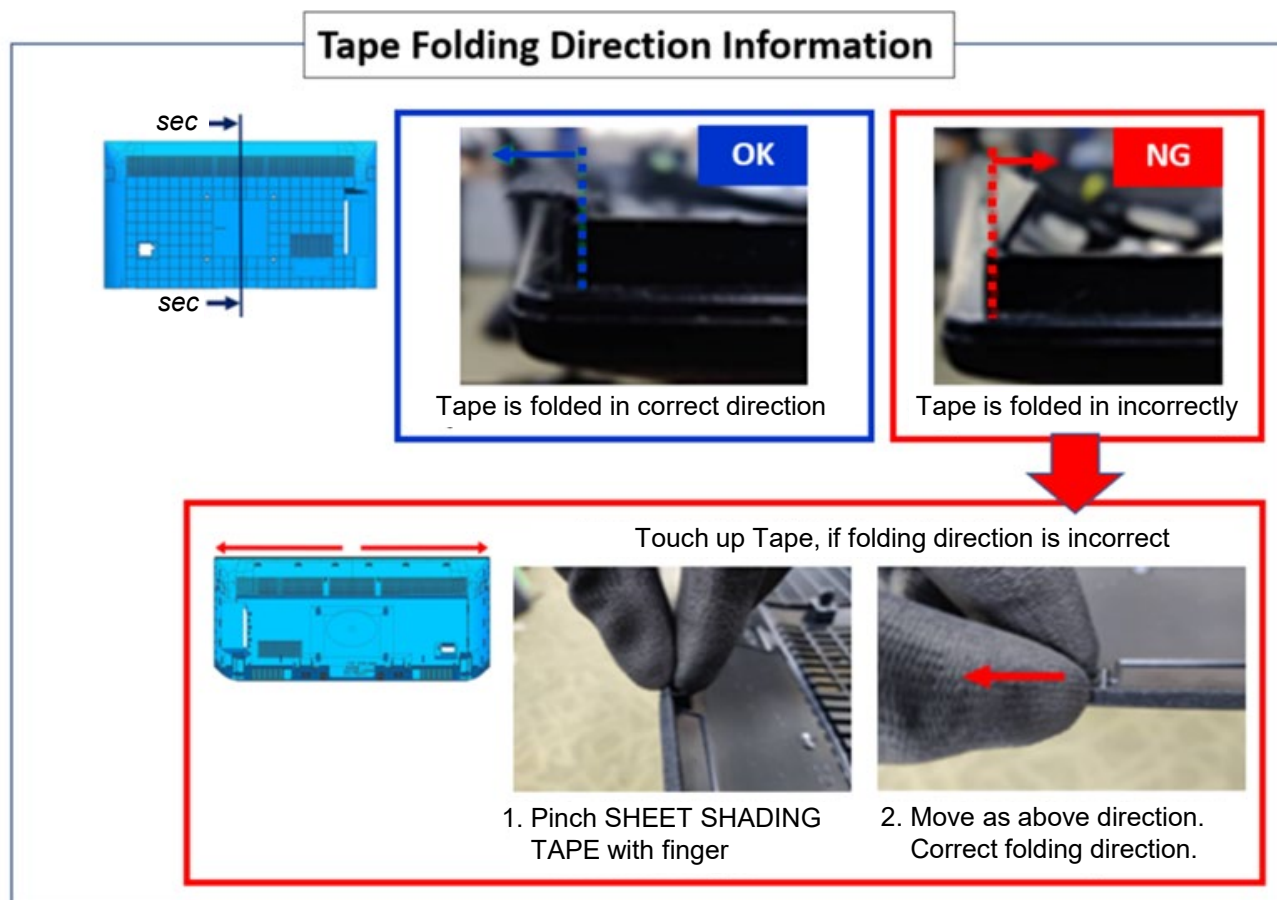 Tape Folding Direction Information
sec
sec
OK
NG
Tape is folded in correct direction
Tape is folded in incorrectly
Touch up Tape, if folding direction is incorrect
1. Pinch SHEET SHADING
TAPE with finger
2. Move as above direction.
Correct folding direction.